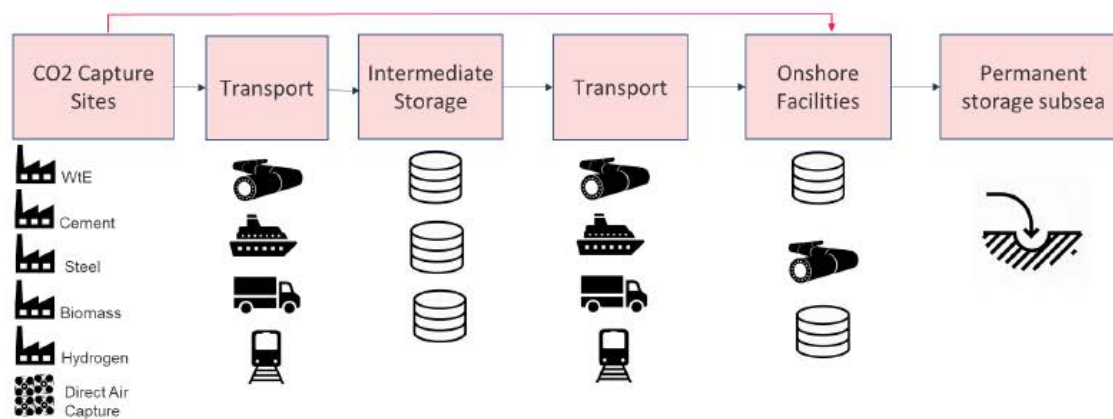 CO2 Capture
Sites
Transport
Intermediate
Storage
Transport
Onshore
Facilities
Permanent
storage subsea
WtE
Cement
Steel
Biomass
Hydrogen
Direct Air
Capture